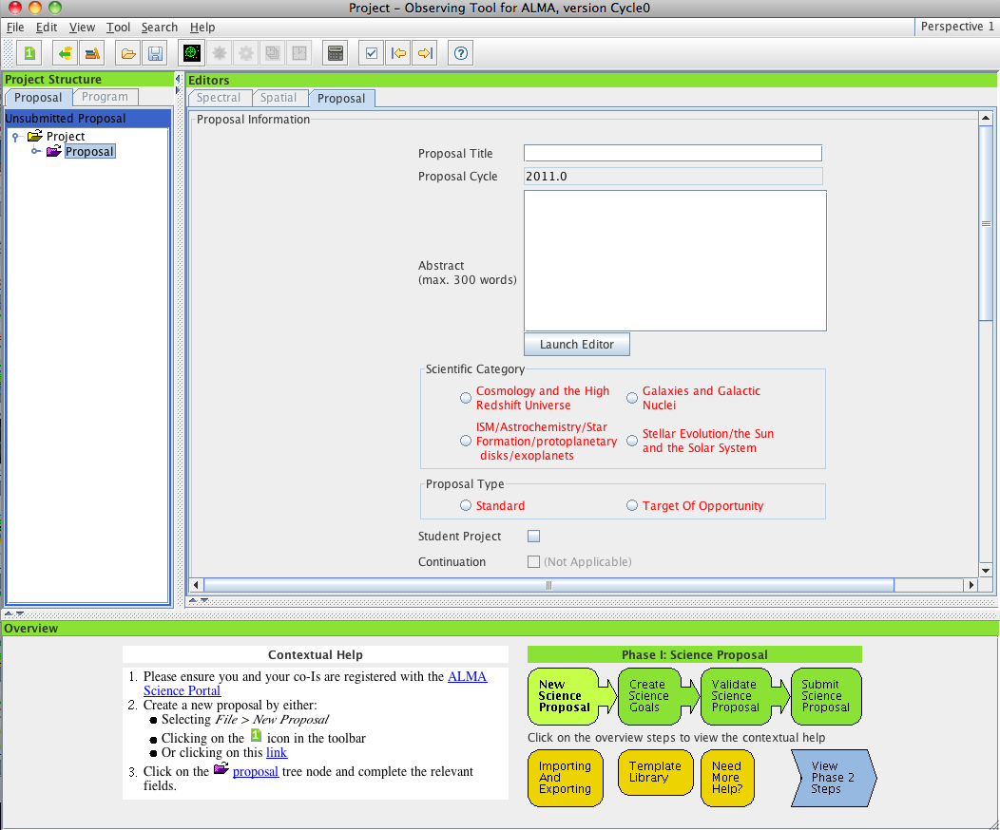 Project – Observing Tool for ALMA, version Cycle0
File Edit View Tool Search Help
Perspective 1
1
Project Structure
Proposal Program
Unsubmitted Proposal
Project
Proposal
Editors
Spectral Spatial Proposal
Proposal Information
Proposal Title
Proposal Cycle 2011.0
Abstract
(max. 300 words)
Launch Editor
Scientific Category
Cosmology and the High
Redshift Universe
Galaxies and Galactic
Nuclei
ISM/Astrochemistry/Star
Formation/protoplanetary
disks/exoplanets
Stellar Evolution/the Sun
and the Solar System
Proposal Type
Standard
Target Of Opportunity
Student Project
Continuation (Not Applicable)
Overview
Contextual Help
1. Please ensure you and your co-Is are registered with the ALMA
Science Portal
2. Create a new proposal by either:
● Selecting File > New Proposal
● Clicking on the 1 icon in the toolbar
● Or clicking on this link
3. Click on the proposal tree node and complete the relevant
fields.
Phase I: Science Proposal
New
Science
Proposal
Create
Science
Goals
Validate
Science
Proposal
Submit
Science
Proposal
Click on the overview steps to view the contextual help
Importing
And
Exporting
Template
Library
Need
More
Help?
View
Phase 2
Steps